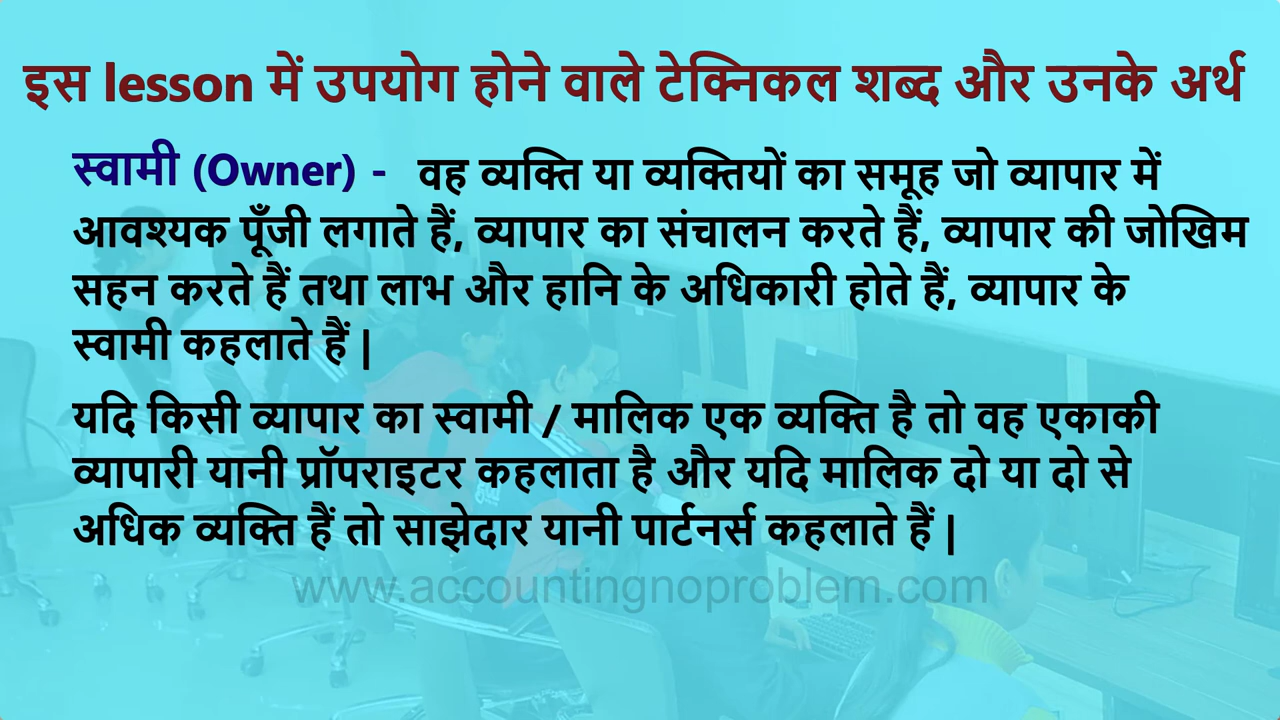 इस lesson में उपयोग होने वाले टेक्निकल शब्द और उनके अर्थ
स्वामी (Owner) - वह व्यक्ति या व्यक्तियों का समूह जो व्यापार में
आवश्यक पूँजी लगाते हैं, व्यापार का संचालन करते हैं, व्यापार की जोखिम
सहन करते हैं तथा लाभ और हानि के अधिकारी होते हैं, व्यापार के
स्वामी कहलाते हैं |
यदि किसी व्यापार का स्वामी / मालिक एक व्यक्ति है तो वह एकाकी
व्यापारी यानी प्रॉपराइटर कहलाता है और यदि मालिक दो या दो से
अधिक व्यक्ति हैं तो साझेदार यानी पार्टनर्स कहलाते हैं |
www.accountingnoproblem.com